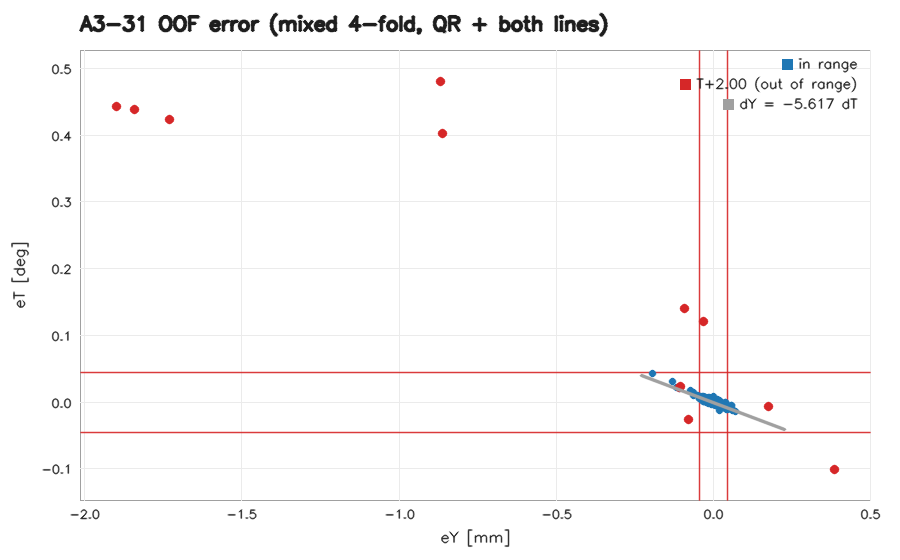 A3-31 OOF error (mixed 4-fold, QR + both lines)
in range
T+2.00 (out of range)
dY = -5.617 dT
0.5
0.4
0.3
0.2
0.1
0.0
-0.1
eT [deg]
-2.0 -1.5 -1.0 -0.5 0.0 0.5
eY [mm]